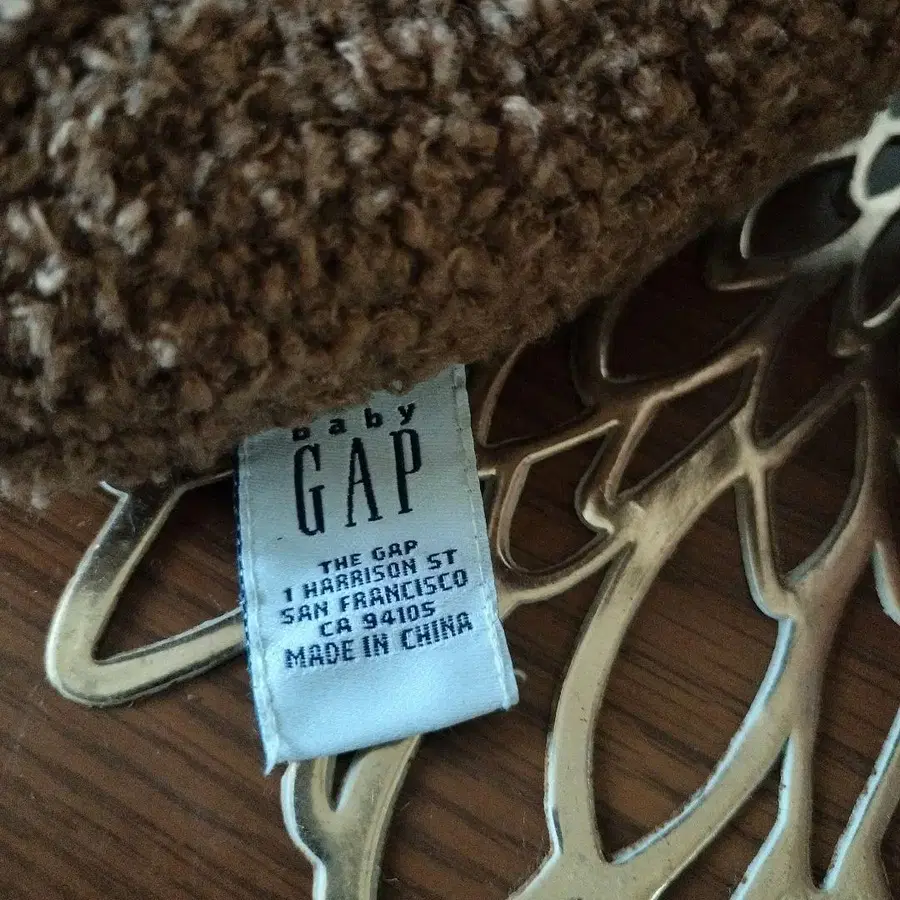 baby
GAP
THE GAP
1 HARRISON ST
SAN FRANCISCO
CA 94105
MADE IN CHINA